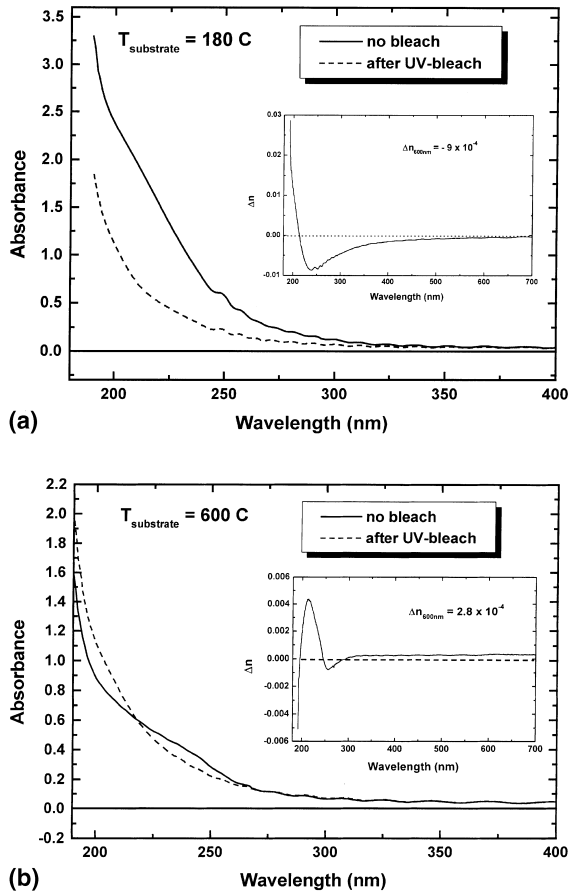 T substrate = 180 C
no bleach
after UV-bleach
Absorbance
3.5
3.0
2.5
2.0
1.5
1.0
0.5
0.0
200 250 300 350 400
Wavelength (nm)
Δn600nm = - 9 x 10-4
Δn
0.03
0.02
0.01
0.00
-0.01
200 300 400 500 600 700
Wavelength (nm)
(a)
T substrate = 600 C
no bleach
after UV-bleach
Absorbance
2.2
2.0
1.8
1.6
1.4
1.2
1.0
0.8
0.6
0.4
0.2
0.0
-0.2
200 250 300 350 400
Wavelength (nm)
Δn600nm = 2.8 x 10-4
Δn
0.006
0.004
0.002
0.000
-0.002
-0.004
-0.006
200 300 400 500 600 700
Wavelength (nm)
(b)